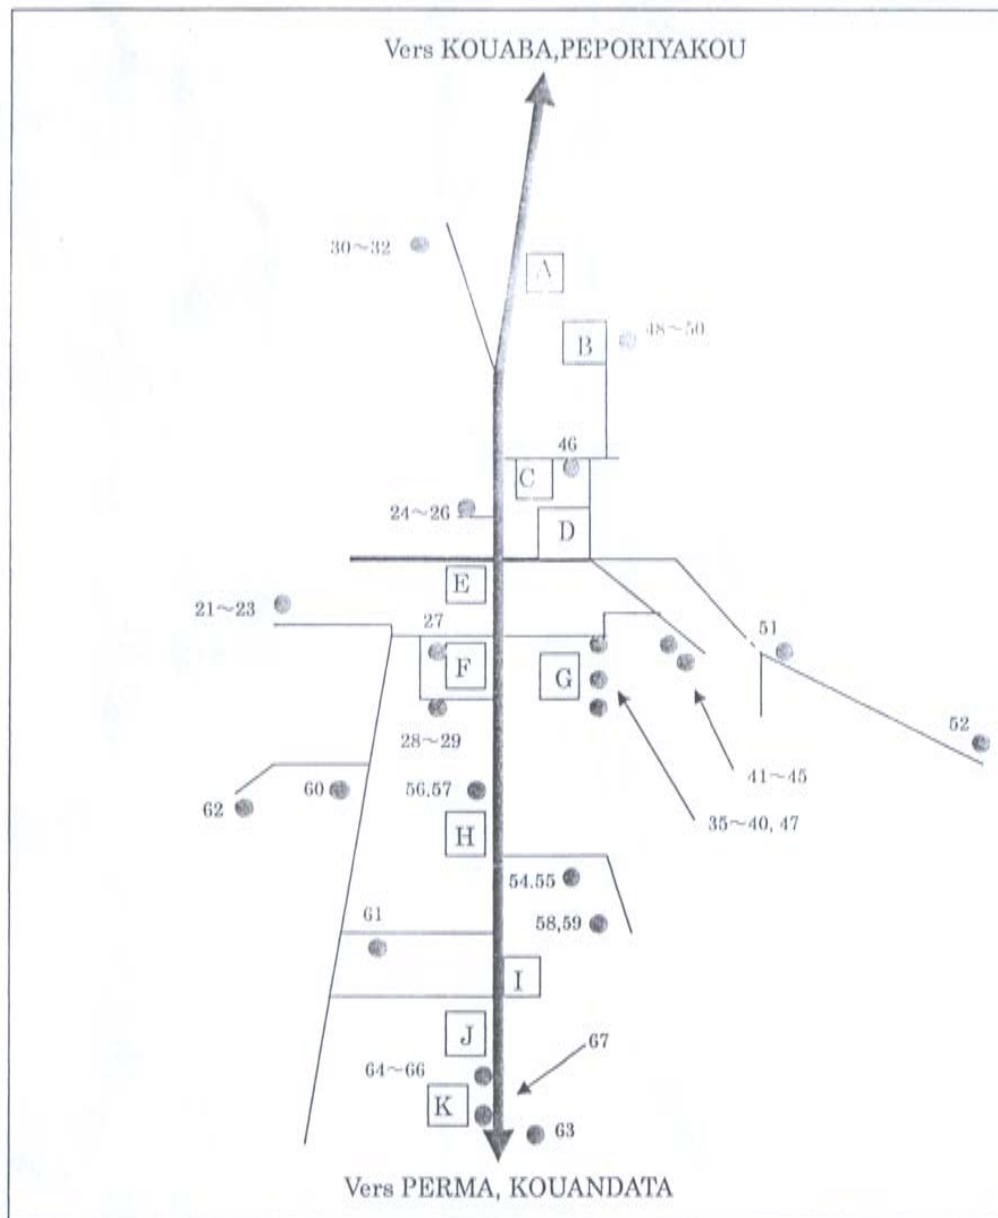 Vers KOUABA,PEPORIYAKOU
30~32
A
B
48~50
46
C
24~26
D
E
21~23
27
51
F
G
52
28~29
41~45
60
56,57
62
35~40, 47
H
54.55
61
58,59
I
J
67
64~66
K
63
Vers PERMA, KOUANDATA